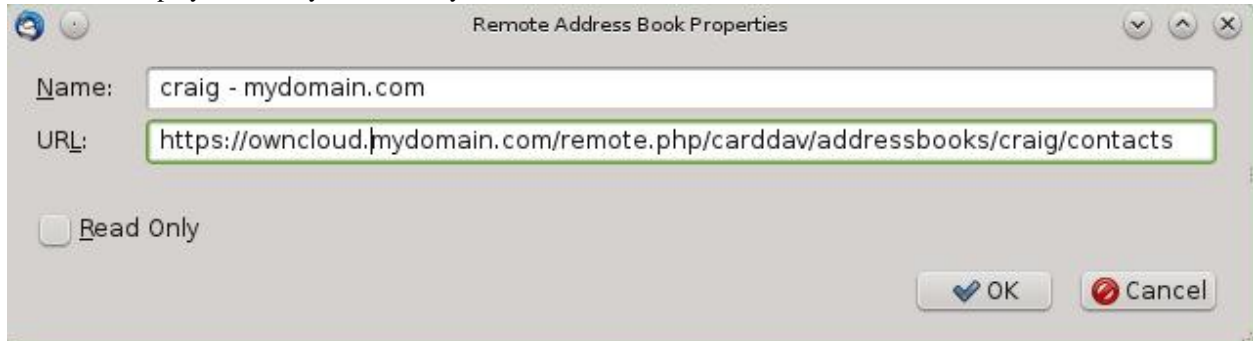 Remote Address Book Properties
Name: craig - mydomain.com
URL: https://owncloud.mydomain.com/remote.php/carddav/addressbooks/craig/contacts
Read Only
OK Cancel